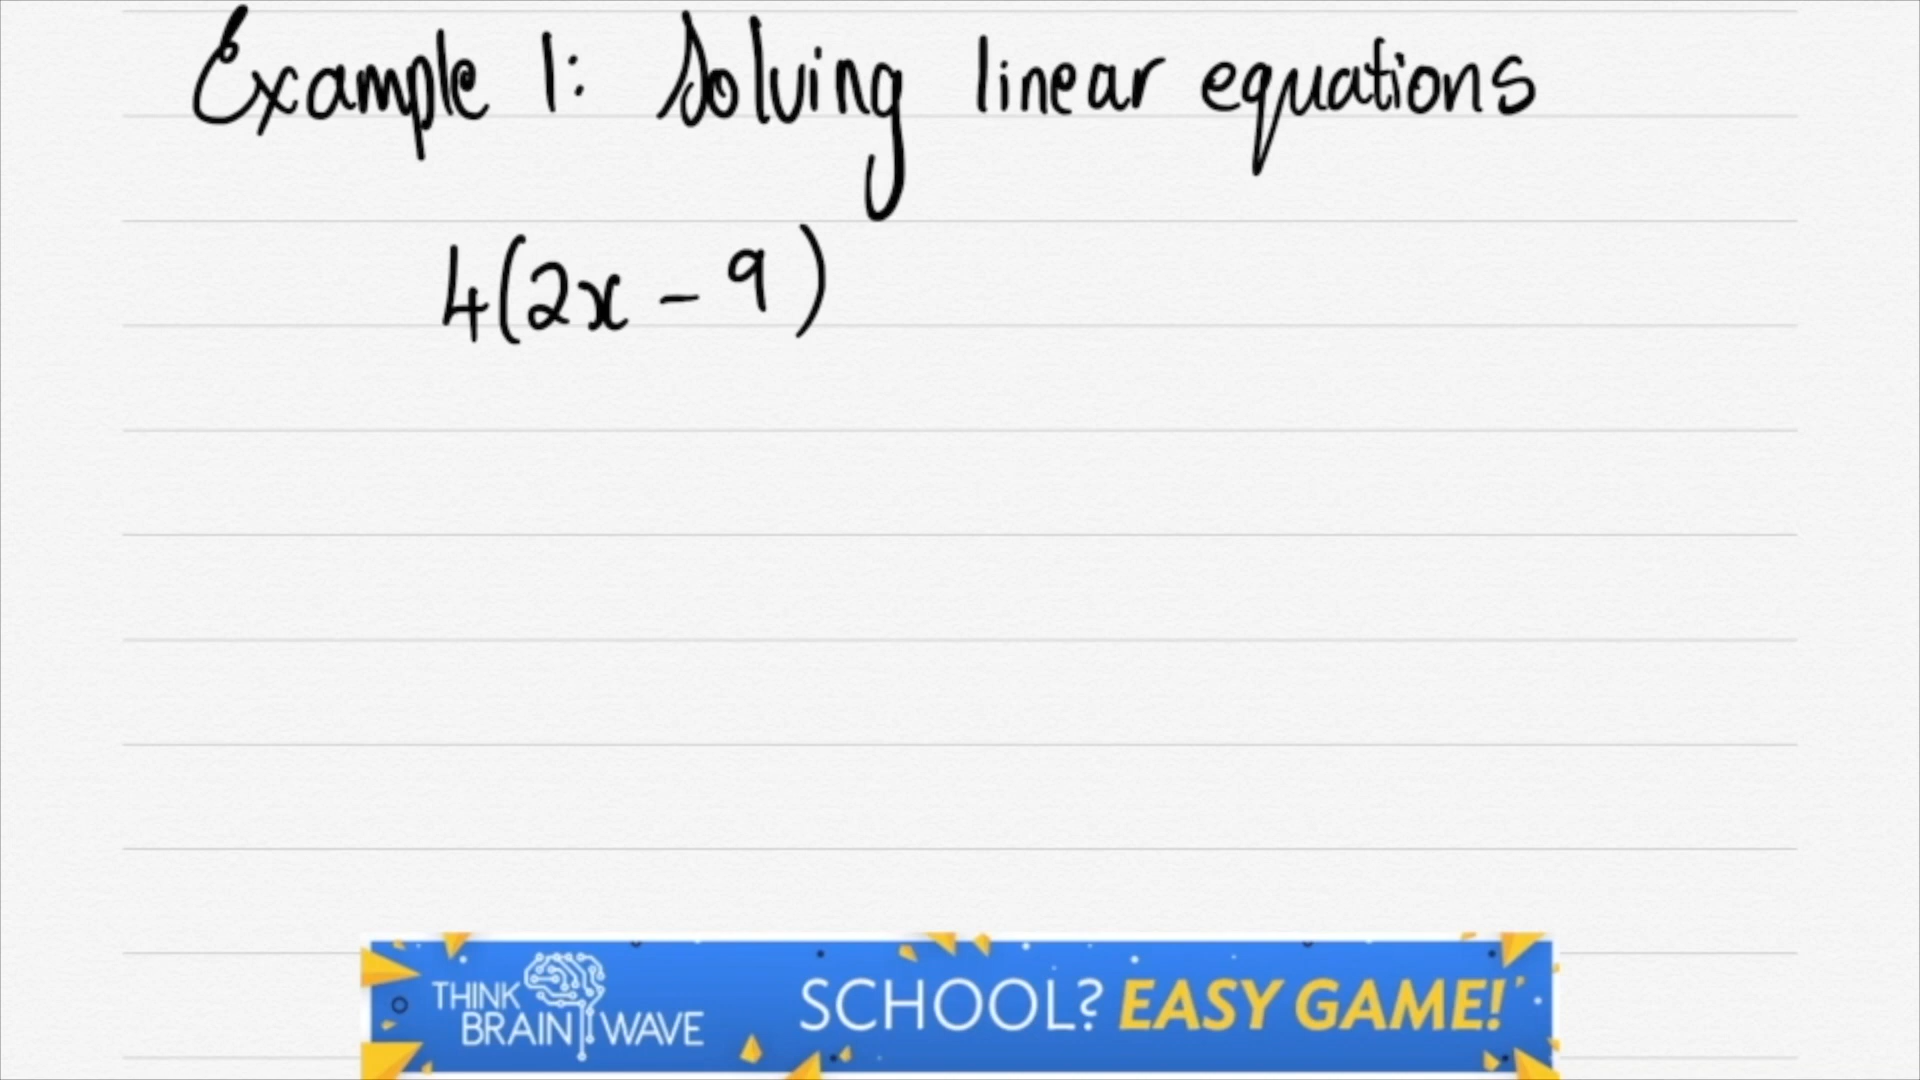 Example 1: Solving linear equations
4(2x - 9)
THINK
BRAIN WAVE
SCHOOL? EASY GAME!